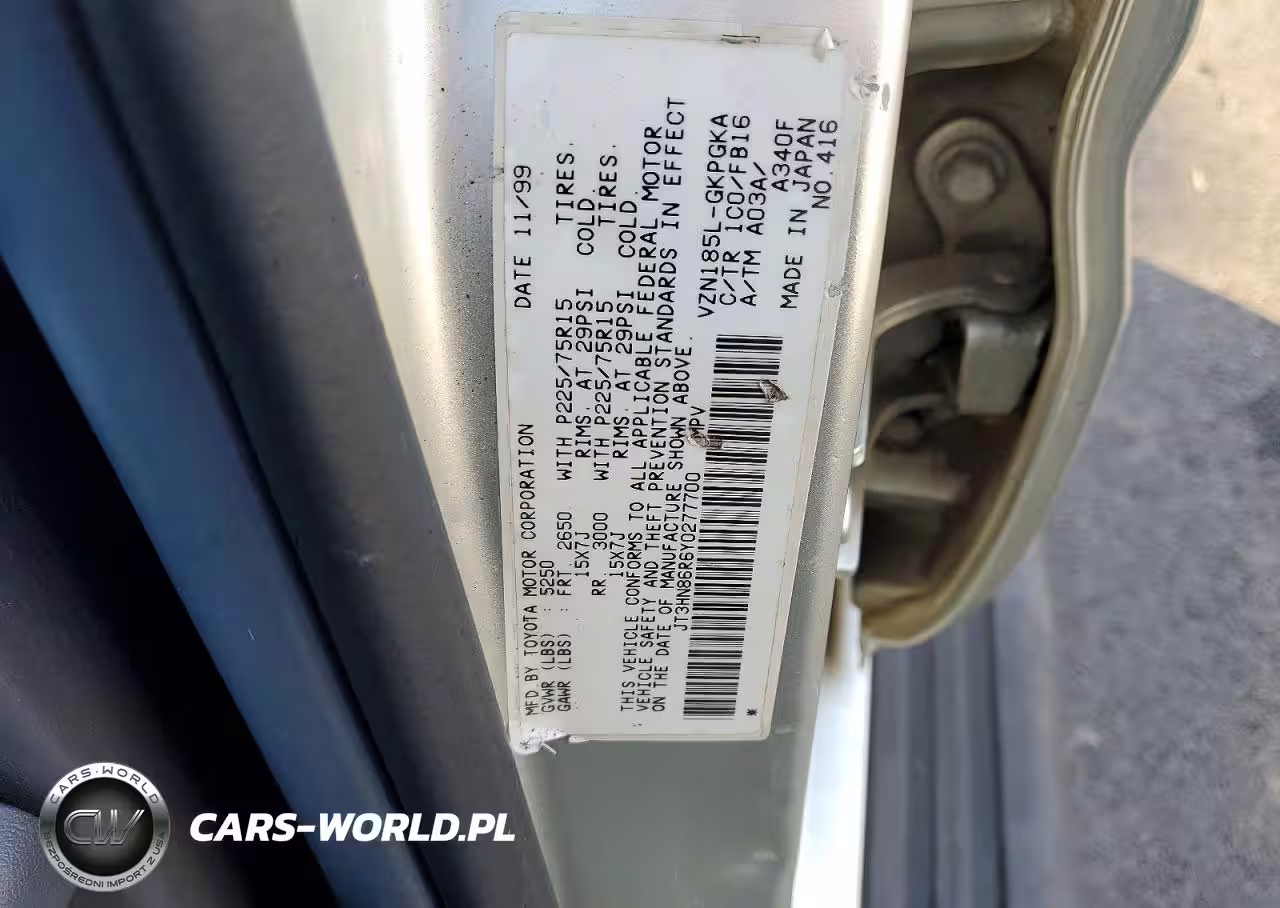 MFD. BY TOYOTA MOTOR CORPORATION DATE 11/99
GVWR (LBS) : 5250
GAWR (LBS) : FRT. 2650 WITH P225/75R15 TIRES.
15X7J RIMS. AT 29PSI COLD
RR. 3000 WITH P225/75R15 TIRES.
15X7J RIMS. AT 29PSI COLD.
THIS VEHICLE CONFORMS TO ALL APPLICABLE FEDERAL MOTOR
VEHICLE SAFETY AND THEFT PREVENTION STANDARDS IN EFFECT
ON THE DATE OF MANUFACTURE SHOWN ABOVE.
JT3HN86R6Y0277700 MPV
VZN185L-GKPGKA
C/TR 1C0/FB16
A/TM A03A/ A340F
MADE IN JAPAN
NO.416
*
CARS-WORLD
CW
BEZPOŚREDNI IMPORT Z USA
CARS-WORLD.PL